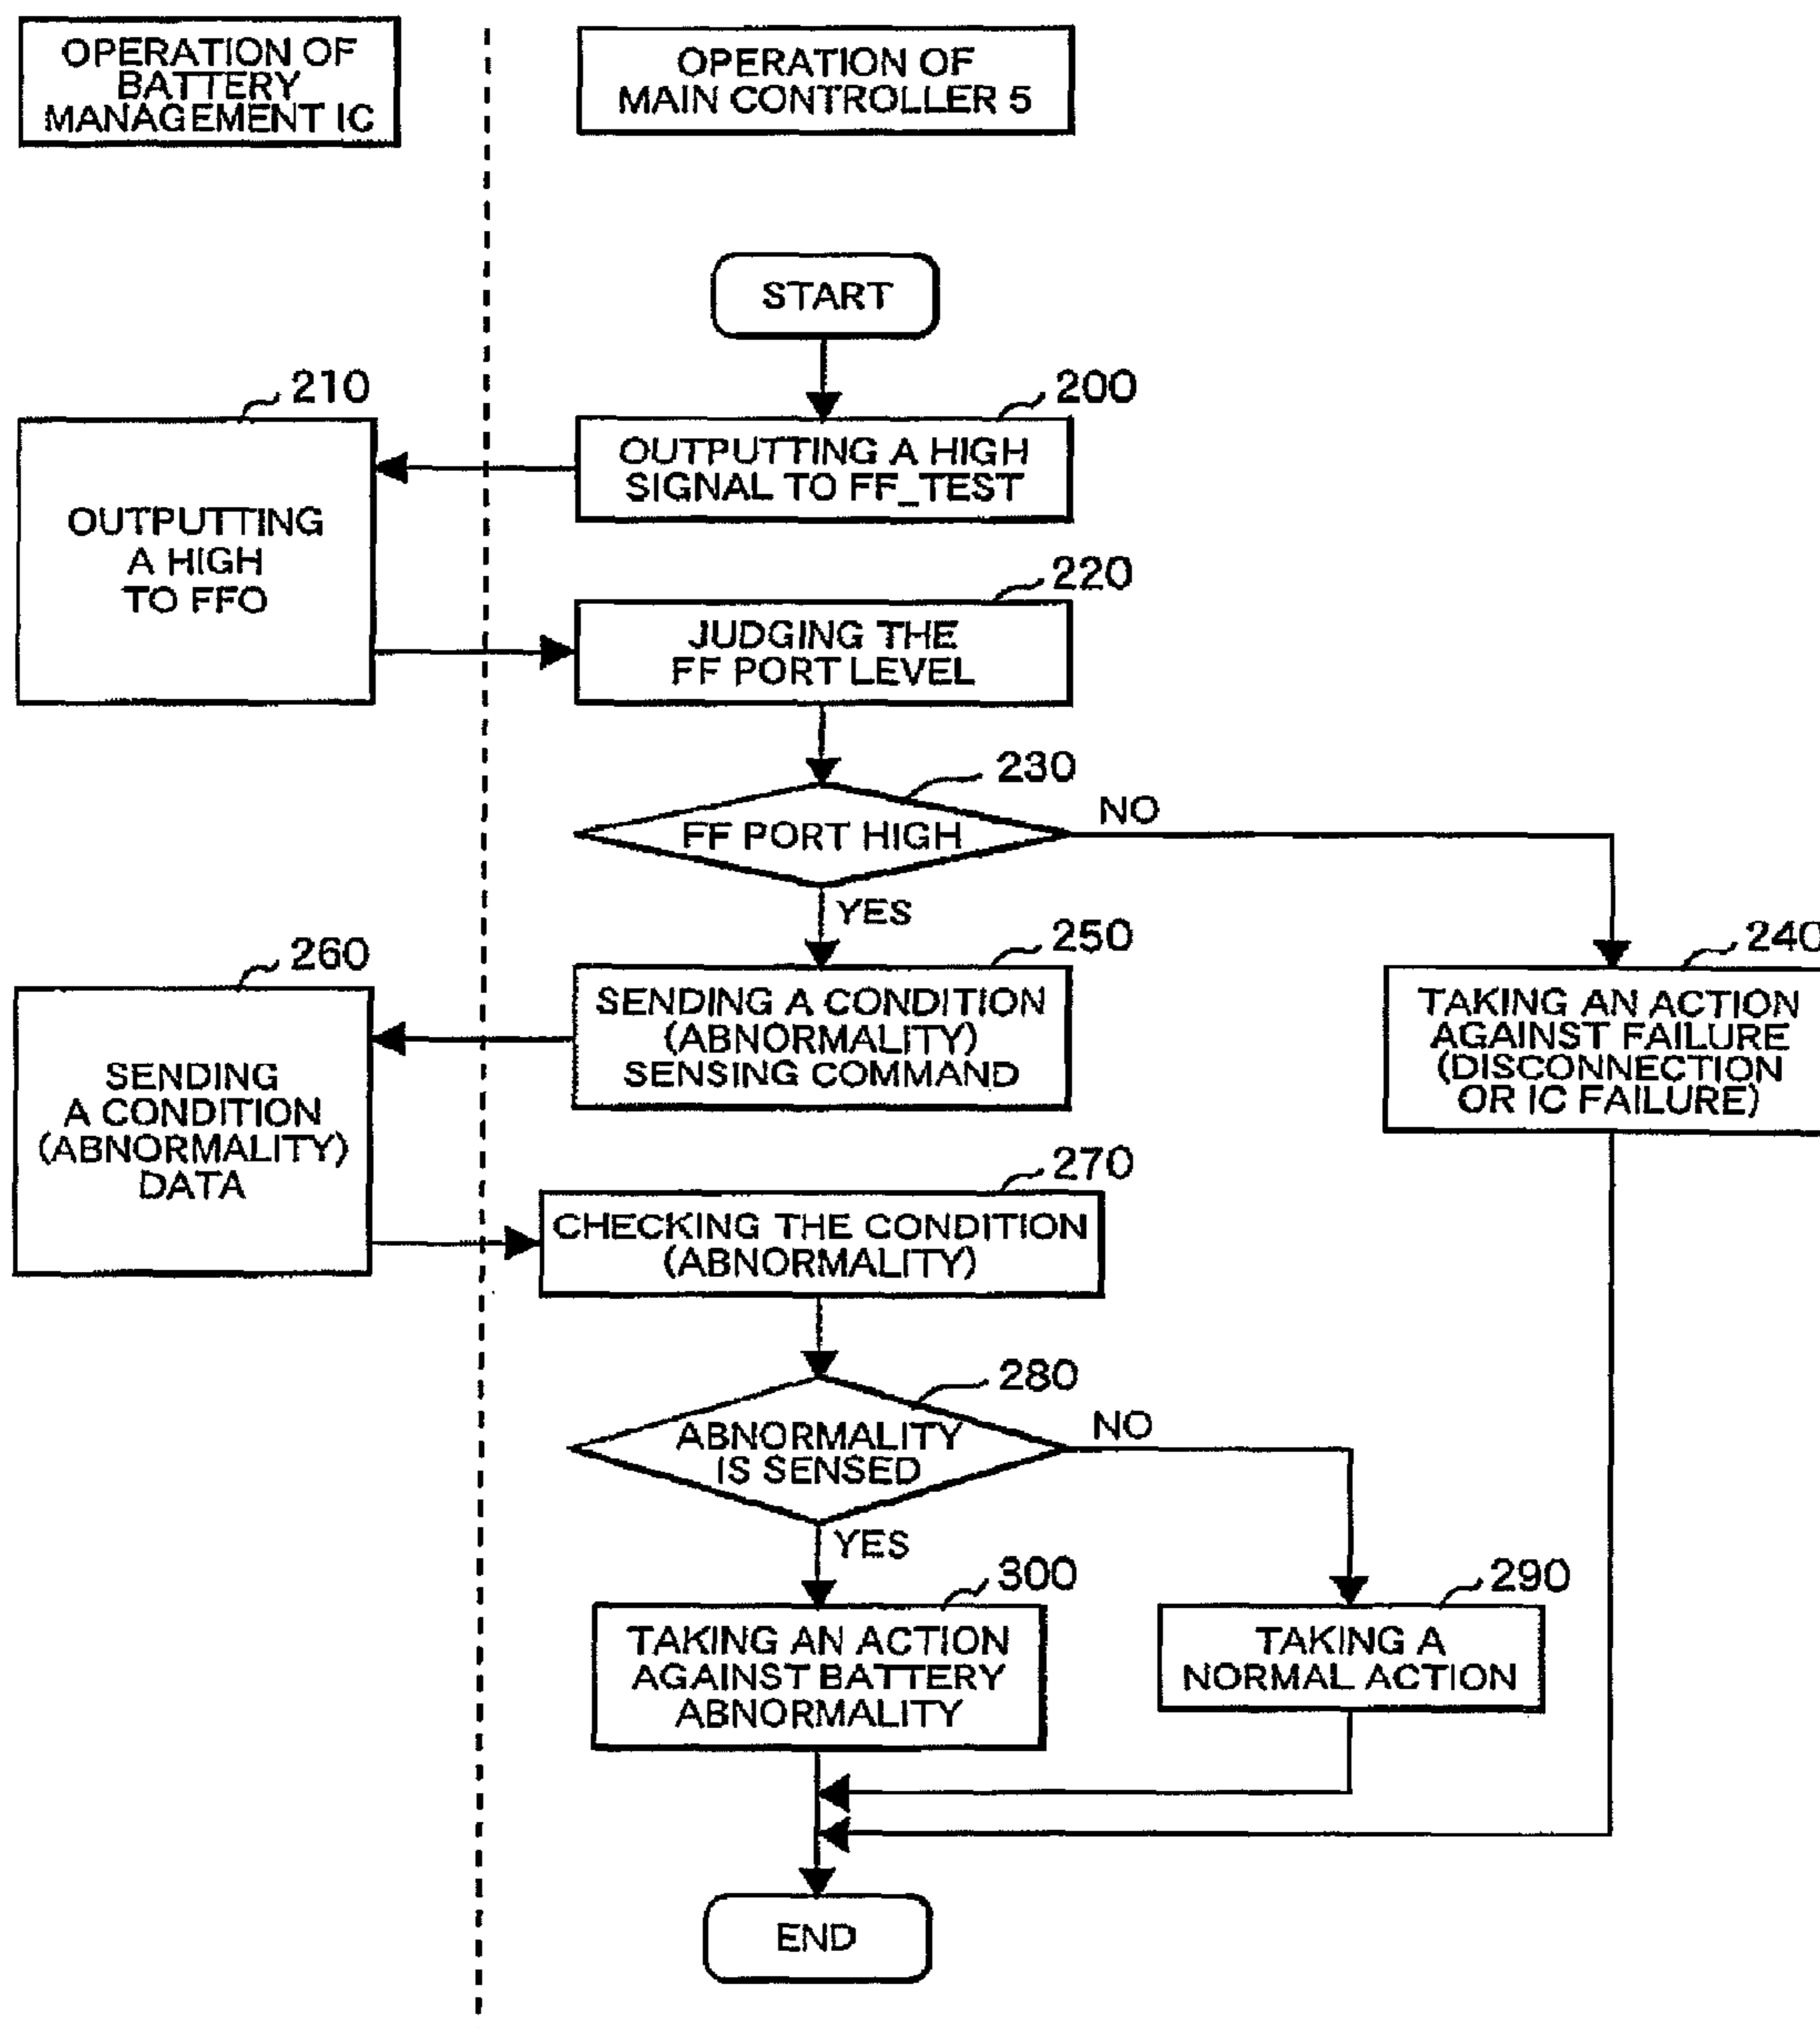 OPERATION OF
BATTERY
MANAGEMENT IC
OPERATION OF
MAIN CONTROLLER 5
START
200
OUTPUTTING A HIGH
SIGNAL TO FF_TEST
210
OUTPUTTING
A HIGH
TO FFO
220
JUDGING THE
FF PORT LEVEL
230
FF PORT HIGH
NO
YES
240
TAKING AN ACTION
AGAINST FAILURE
(DISCONNECTION
OR IC FAILURE)
250
SENDING A CONDITION
(ABNORMALITY)
SENSING COMMAND
260
SENDING
A CONDITION
(ABNORMALITY)
DATA
270
CHECKING THE CONDITION
(ABNORMALITY)
280
ABNORMALITY
IS SENSED
NO
YES
290
TAKING A
NORMAL ACTION
300
TAKING AN ACTION
AGAINST BATTERY
ABNORMALITY
END